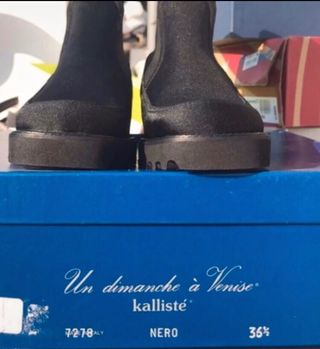 Un dimanche à Venise®
kallisté®
7278 NERO 36½